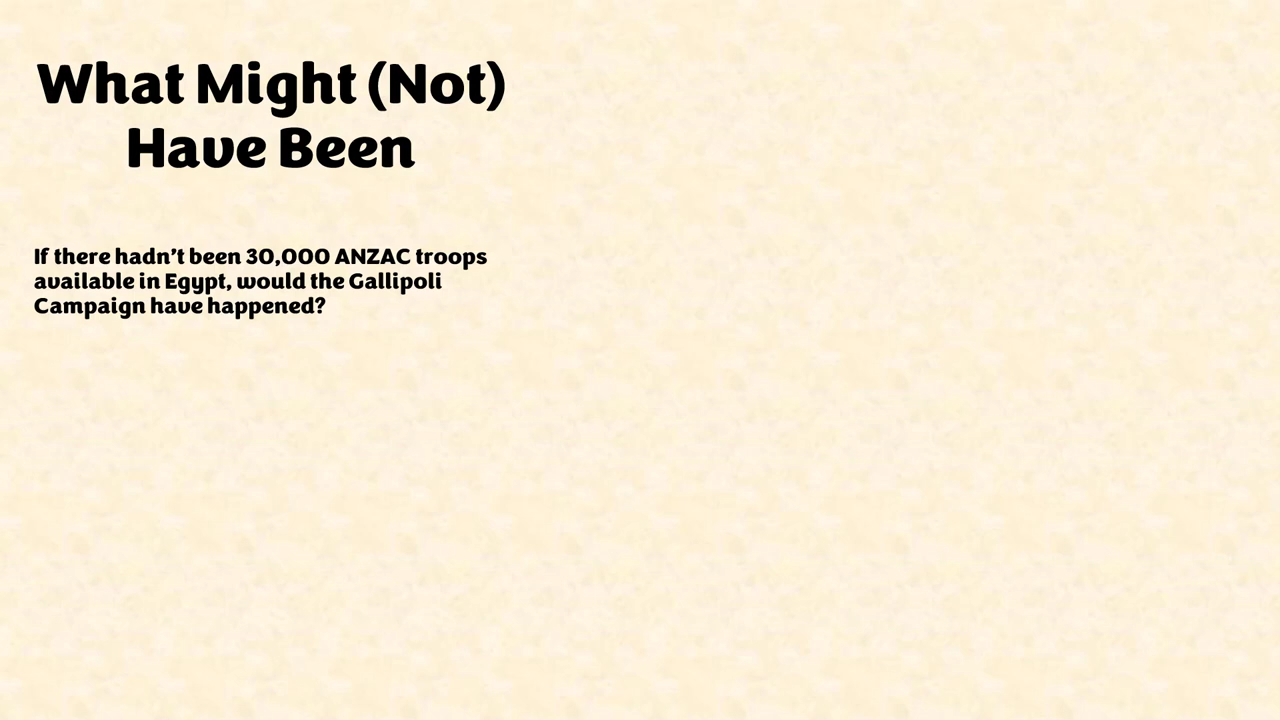 What Might (Not)
Have Been
If there hadn’t been 30,000 ANZAC troops
available in Egypt, would the Gallipoli
Campaign have happened?